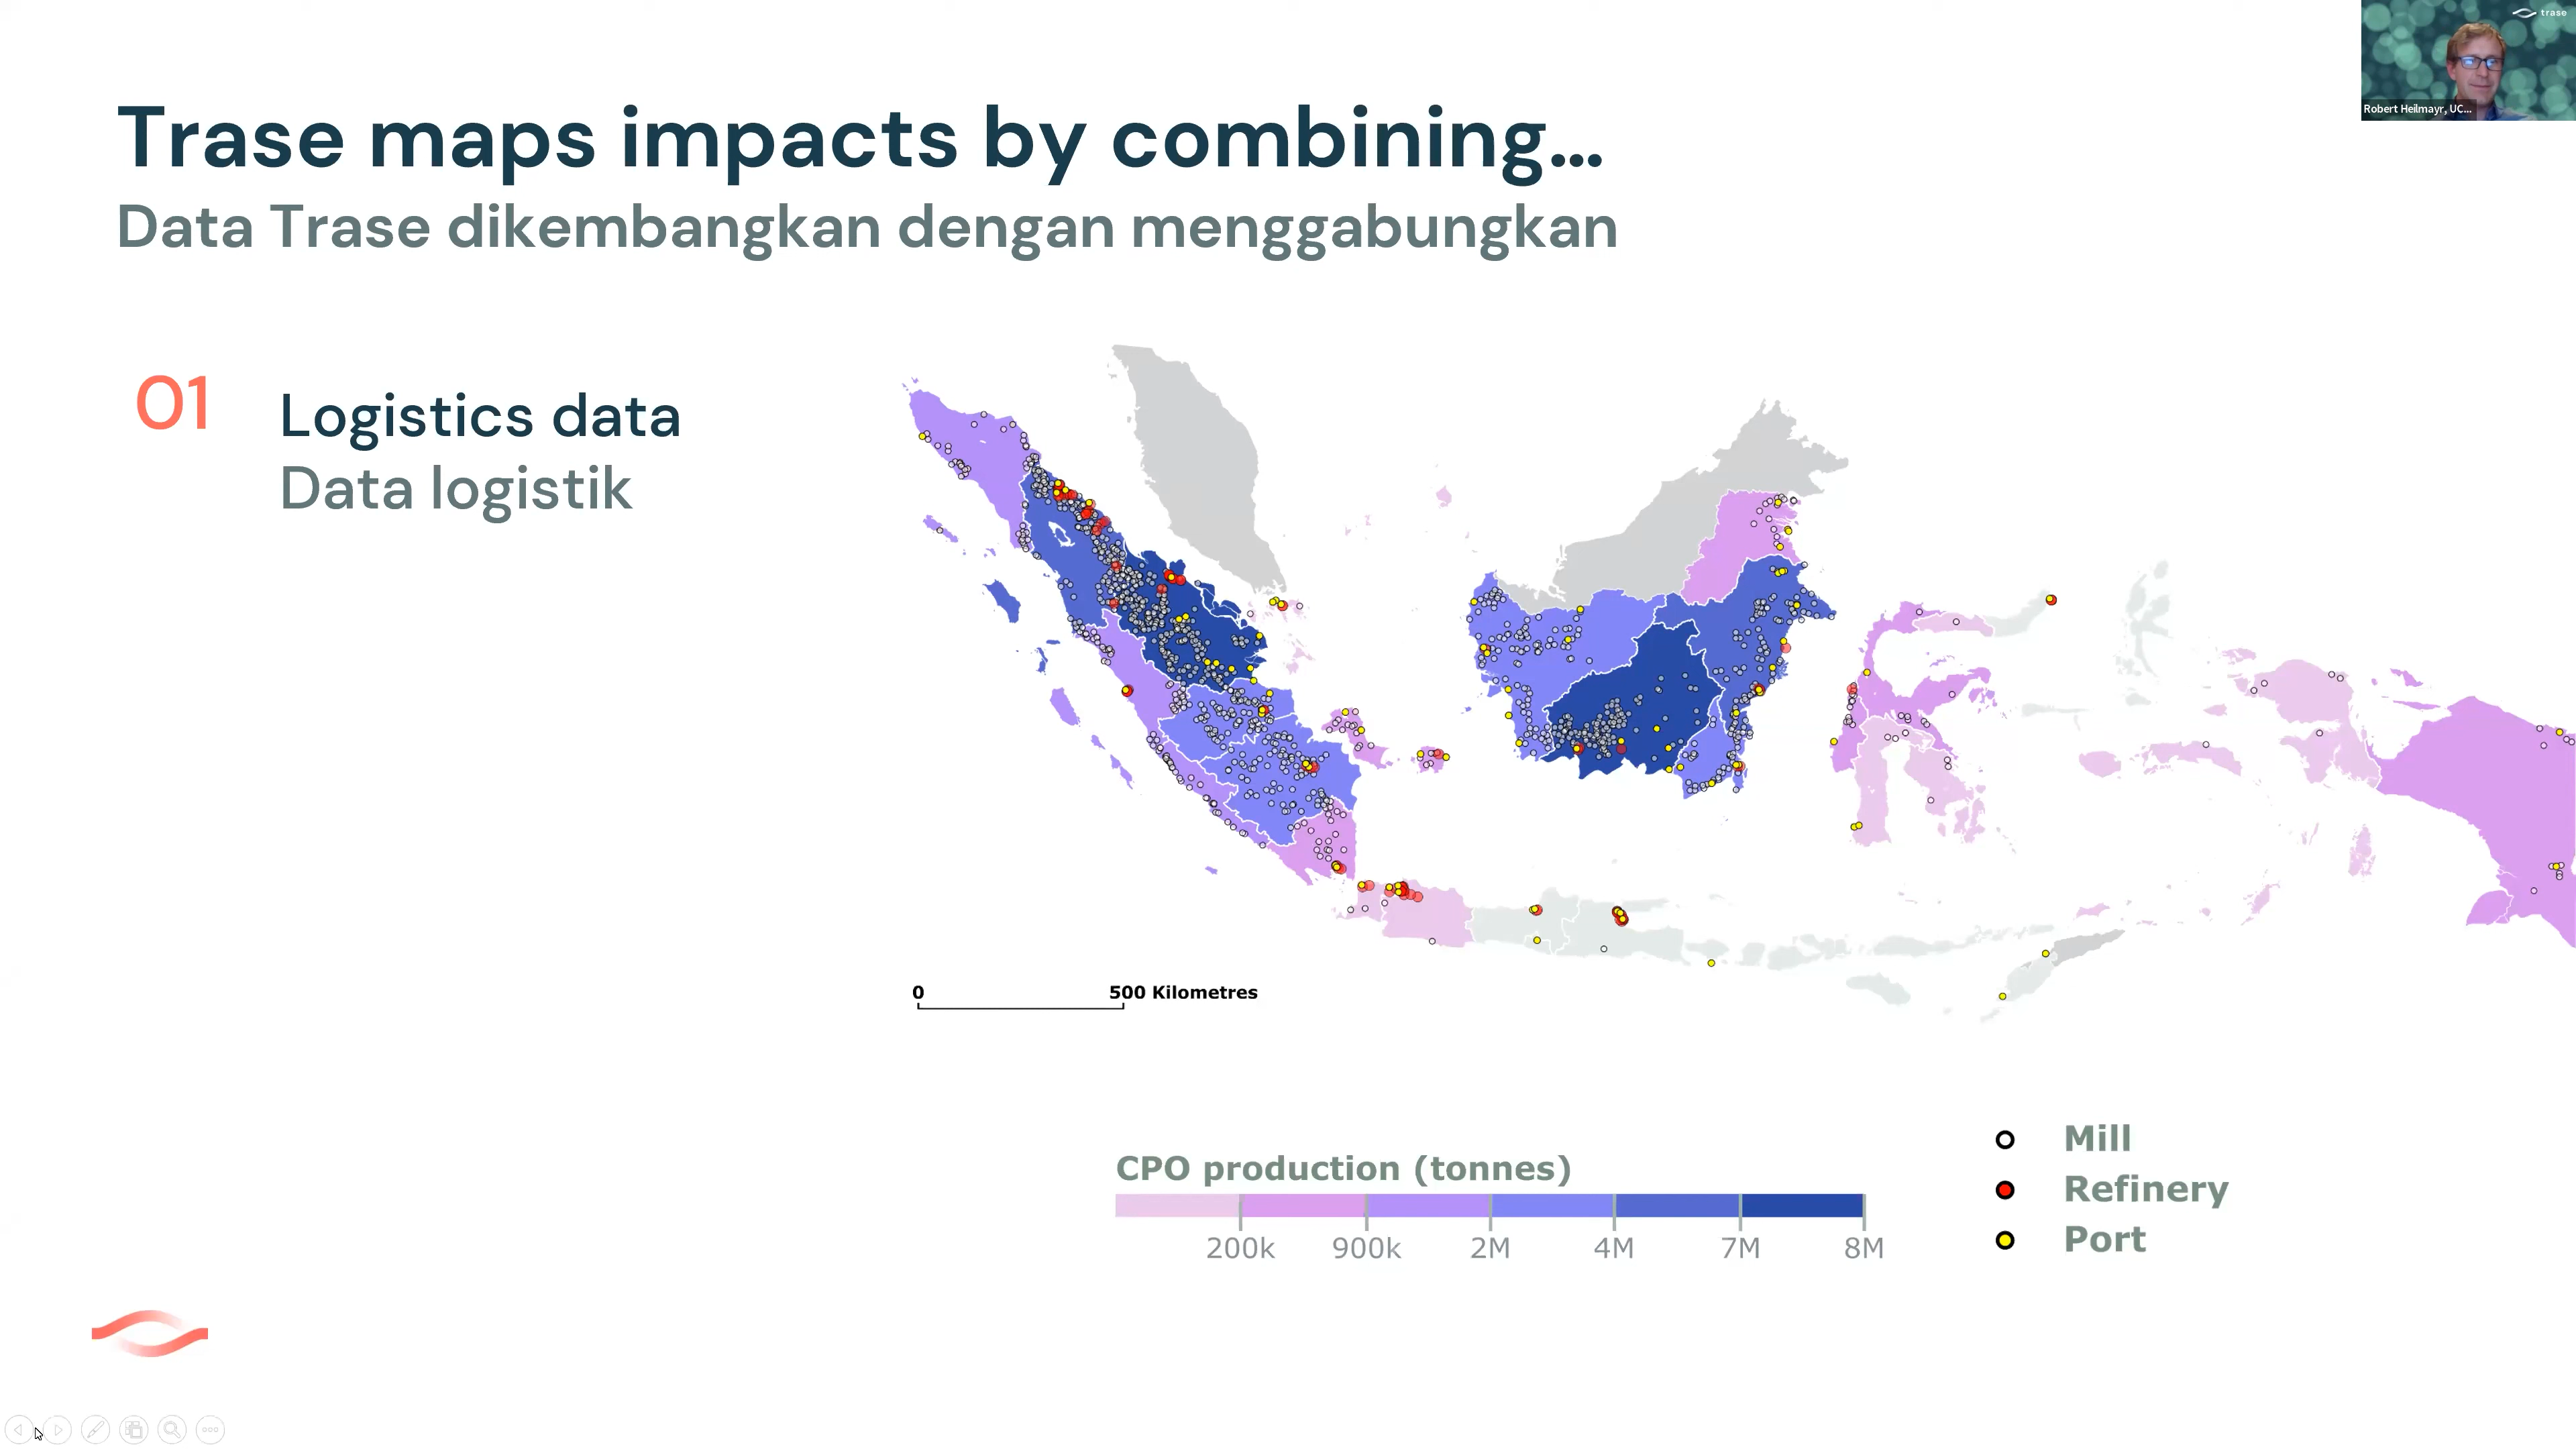 trase
Robert Heilmayr, UC...
Trase maps impacts by combining...
Data Trase dikembangkan dengan menggabungkan
01
Logistics data
Data logistik
0
500 Kilometres
CPO production (tonnes)
200k
900k
2M
4M
7M
8M
Mill
Refinery
Port